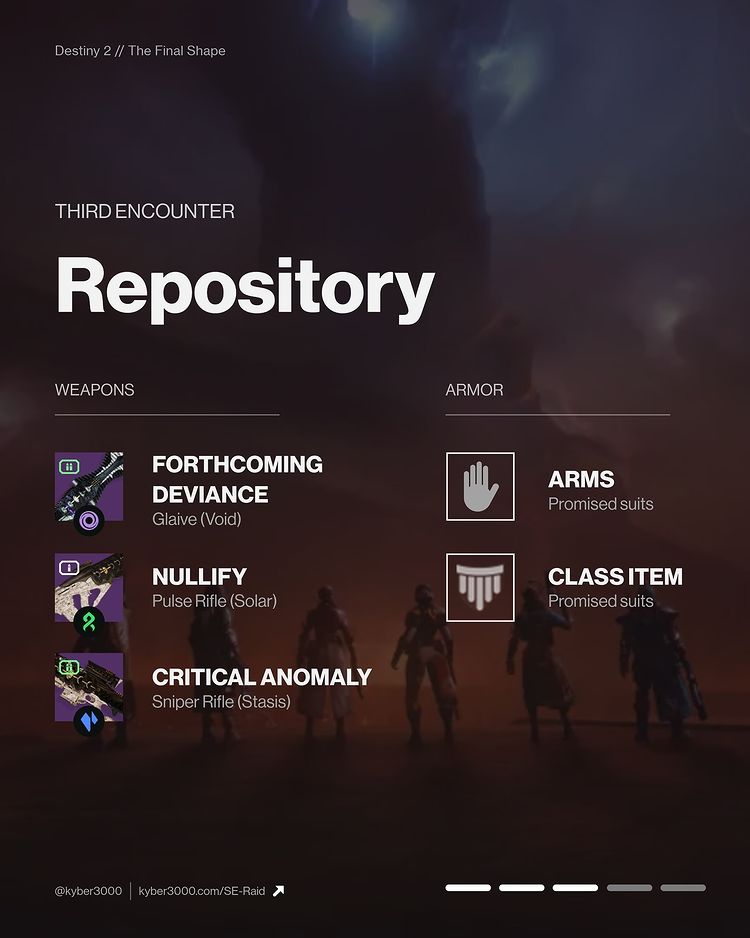 Destiny 2 // The Final Shape
THIRD ENCOUNTER
Repository
WEAPONS
FORTHCOMING
DEVIANCE
Glaive (Void)
NULLIFY
Pulse Rifle (Solar)
CRITICAL ANOMALY
Sniper Rifle (Stasis)
ARMOR
ARMS
Promised suits
CLASS ITEM
Promised suits
@kyber3000 | kyber3000.com/SE-Raid